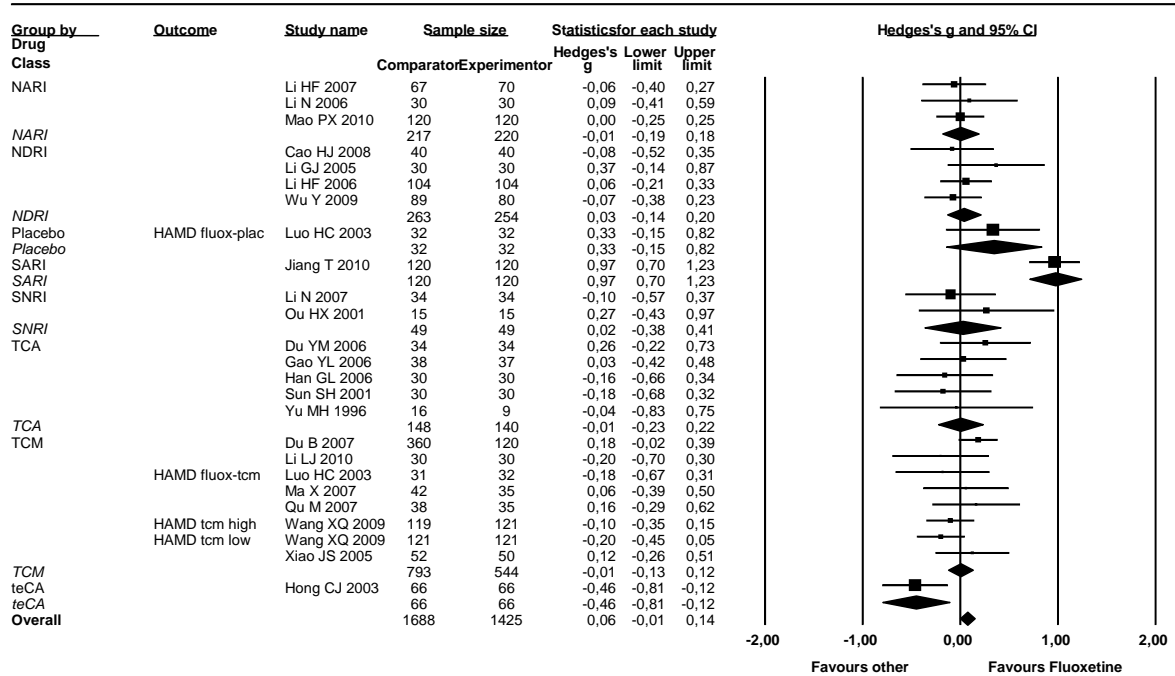 Group by Outcome Study name Sample size Statisticsfor each study Hedges's g and 95% CI
Drug
Class
Hedges's Lower Upper
ComparatorExperimentor g limit limit
NARI Li HF 2007 67 70 -0,06 -0,40 0,27
Li N 2006 30 30 0,09 -0,41 0,59
Mao PX 2010 120 120 0,00 -0,25 0,25
NARI 217 220 -0,01 -0,19 0,18
NDRI Cao HJ 2008 40 40 -0,08 -0,52 0,35
Li GJ 2005 30 30 0,37 -0,14 0,87
Li HF 2006 104 104 0,06 -0,21 0,33
Wu Y 2009 89 80 -0,07 -0,38 0,23
NDRI 263 254 0,03 -0,14 0,20
Placebo HAMD fluox-plac Luo HC 2003 32 32 0,33 -0,15 0,82
Placebo 32 32 0,33 -0,15 0,82
SARI Jiang T 2010 120 120 0,97 0,70 1,23
SARI 120 120 0,97 0,70 1,23
SNRI Li N 2007 34 34 -0,10 -0,57 0,37
Ou HX 2001 15 15 0,27 -0,43 0,97
SNRI 49 49 0,02 -0,38 0,41
TCA Du YM 2006 34 34 0,26 -0,22 0,73
Gao YL 2006 38 37 0,03 -0,42 0,48
Han GL 2006 30 30 -0,16 -0,66 0,34
Sun SH 2001 30 30 -0,18 -0,68 0,32
Yu MH 1996 16 9 -0,04 -0,83 0,75
TCA 148 140 -0,01 -0,23 0,22
TCM Du B 2007 360 120 0,18 -0,02 0,39
Li LJ 2010 30 30 -0,20 -0,70 0,30
HAMD fluox-tcm Luo HC 2003 31 32 -0,18 -0,67 0,31
Ma X 2007 42 35 0,06 -0,39 0,50
Qu M 2007 38 35 0,16 -0,29 0,62
HAMD tcm high Wang XQ 2009 119 121 -0,10 -0,35 0,15
HAMD tcm low Wang XQ 2009 121 121 -0,20 -0,45 0,05
Xiao JS 2005 52 50 0,12 -0,26 0,51
TCM 793 544 -0,01 -0,13 0,12
teCA Hong CJ 2003 66 66 -0,46 -0,81 -0,12
teCA 66 66 -0,46 -0,81 -0,12
Overall 1688 1425 0,06 -0,01 0,14
-2,00 -1,00 0,00 1,00 2,00
Favours other Favours Fluoxetine